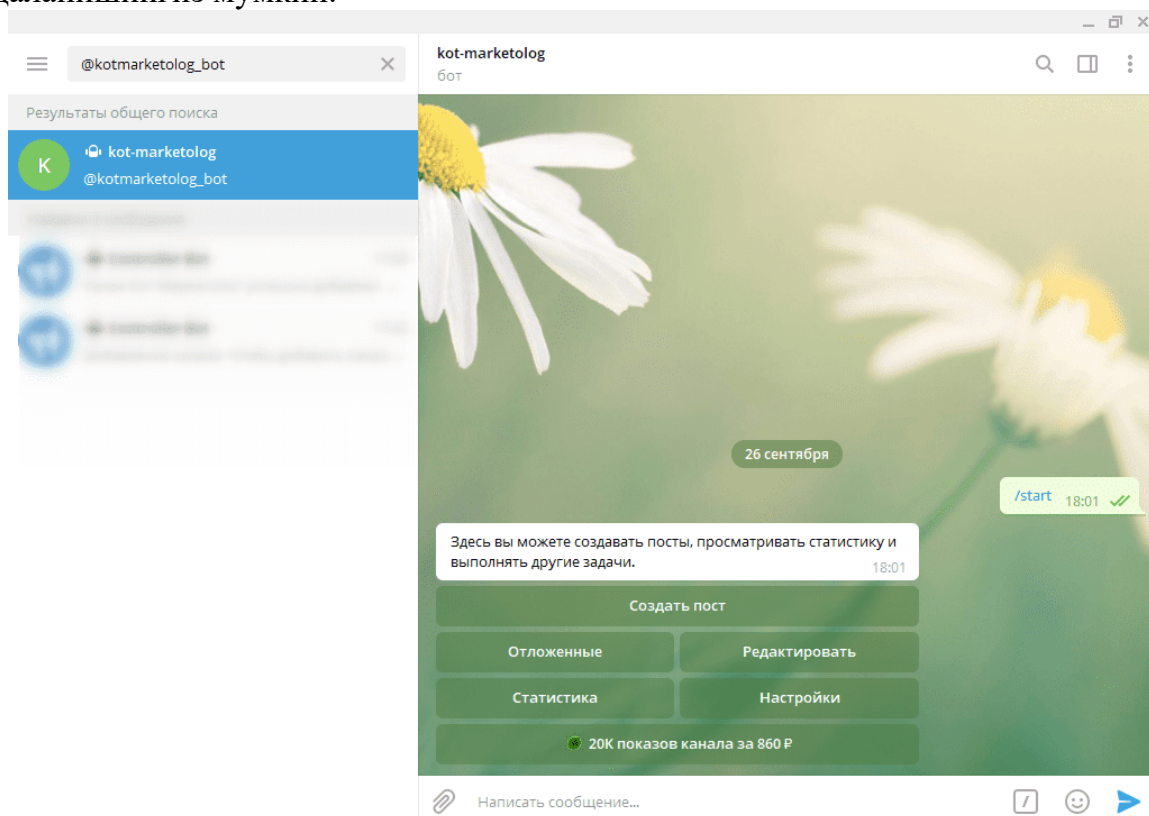 @kotmarketolog_bot
kot-marketolog
бот
Результаты общего поиска
К
kot-marketolog
@kotmarketolog_bot
26 сентября
/start 18:01
Здесь вы можете создавать посты, просматривать статистику и
выполнять другие задачи.
18:01
Создать пост
Отложенные
Редактировать
Статистика
Настройки
20K показов канала за 860 ₽
Написать сообщение...